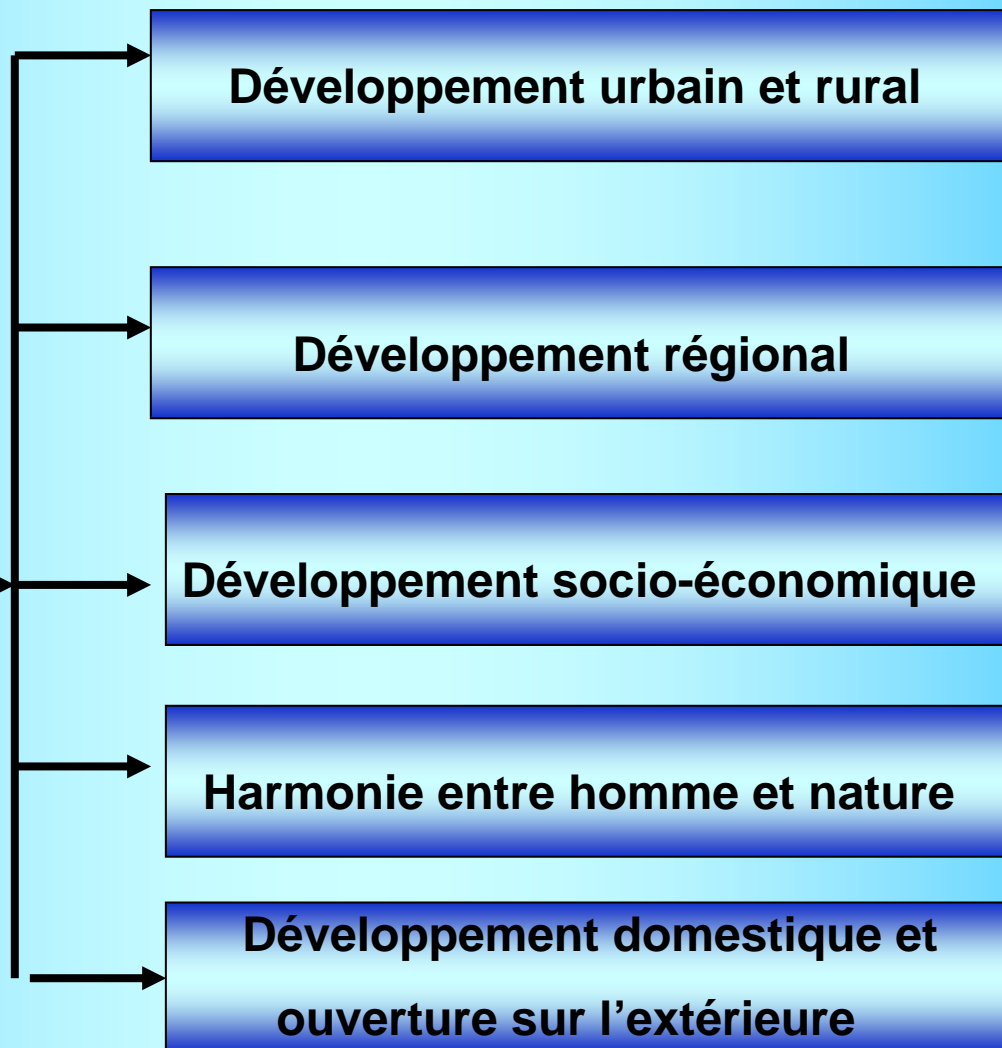 Développement urbain et rural
Développement régional
Développement socio-économique
Harmonie entre homme et nature
Développement domestique et
ouverture sur l’extérieure